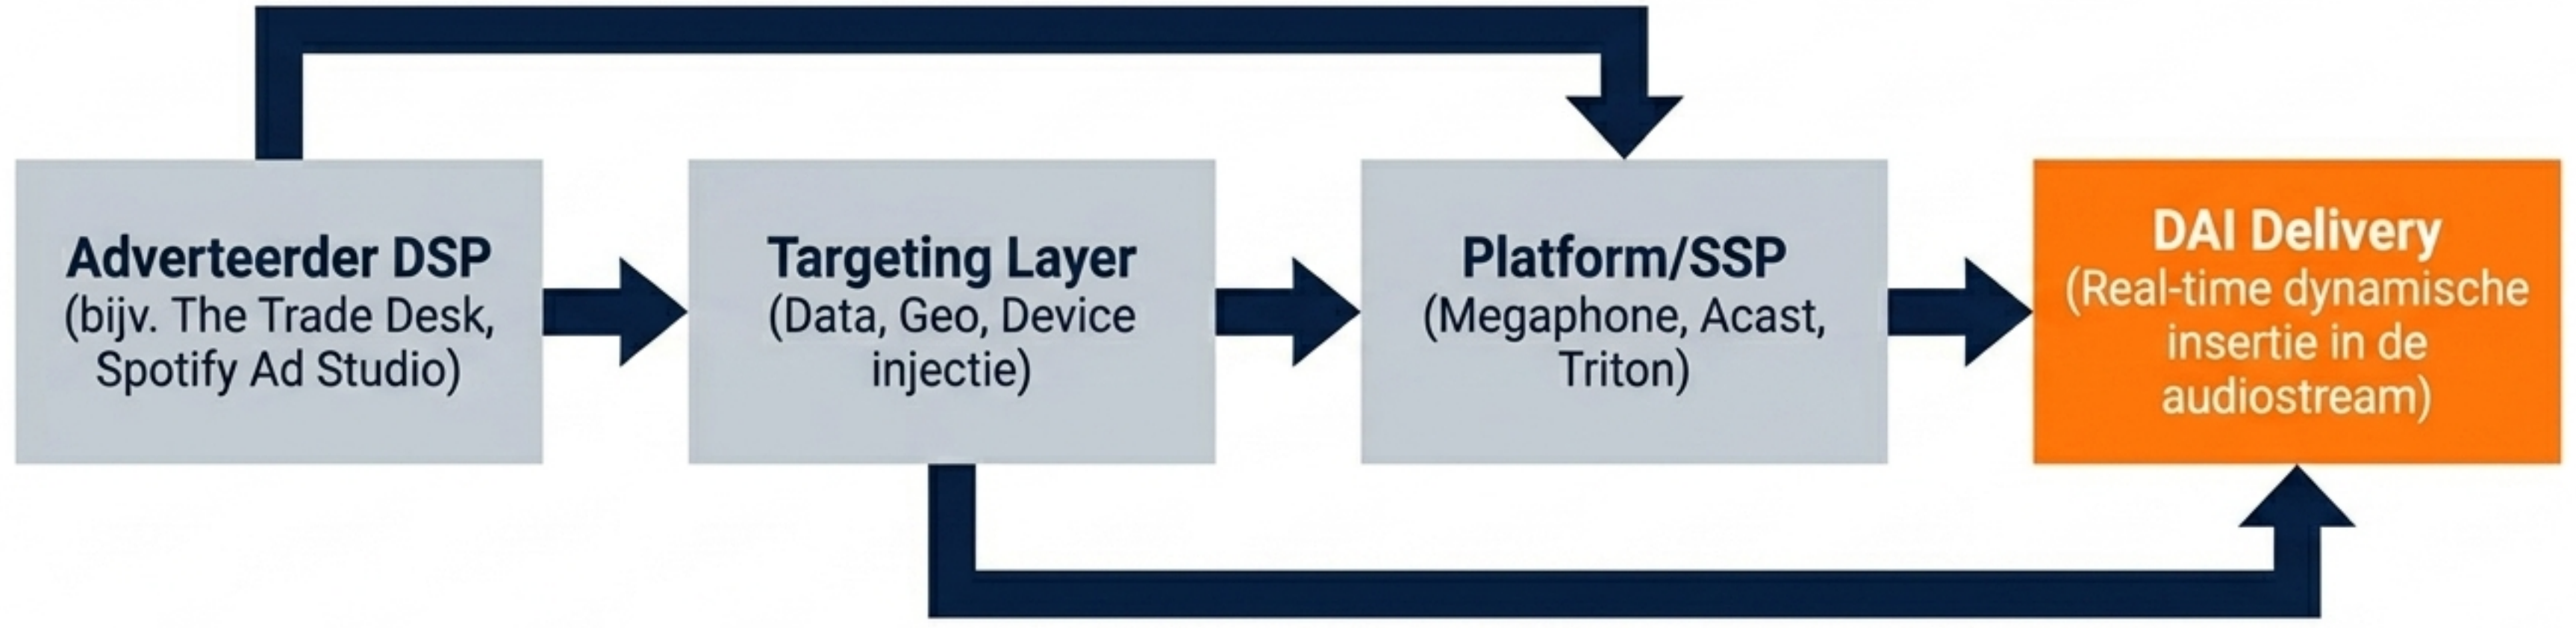 Adverteerder DSP
(bijv. The Trade Desk,
Spotify Ad Studio)
Targeting Layer
(Data, Geo, Device
injectie)
Platform/SSP
(Megaphone, Acast,
Triton)
DAI Delivery
(Real-time dynamische
insertie in de
audiostream)